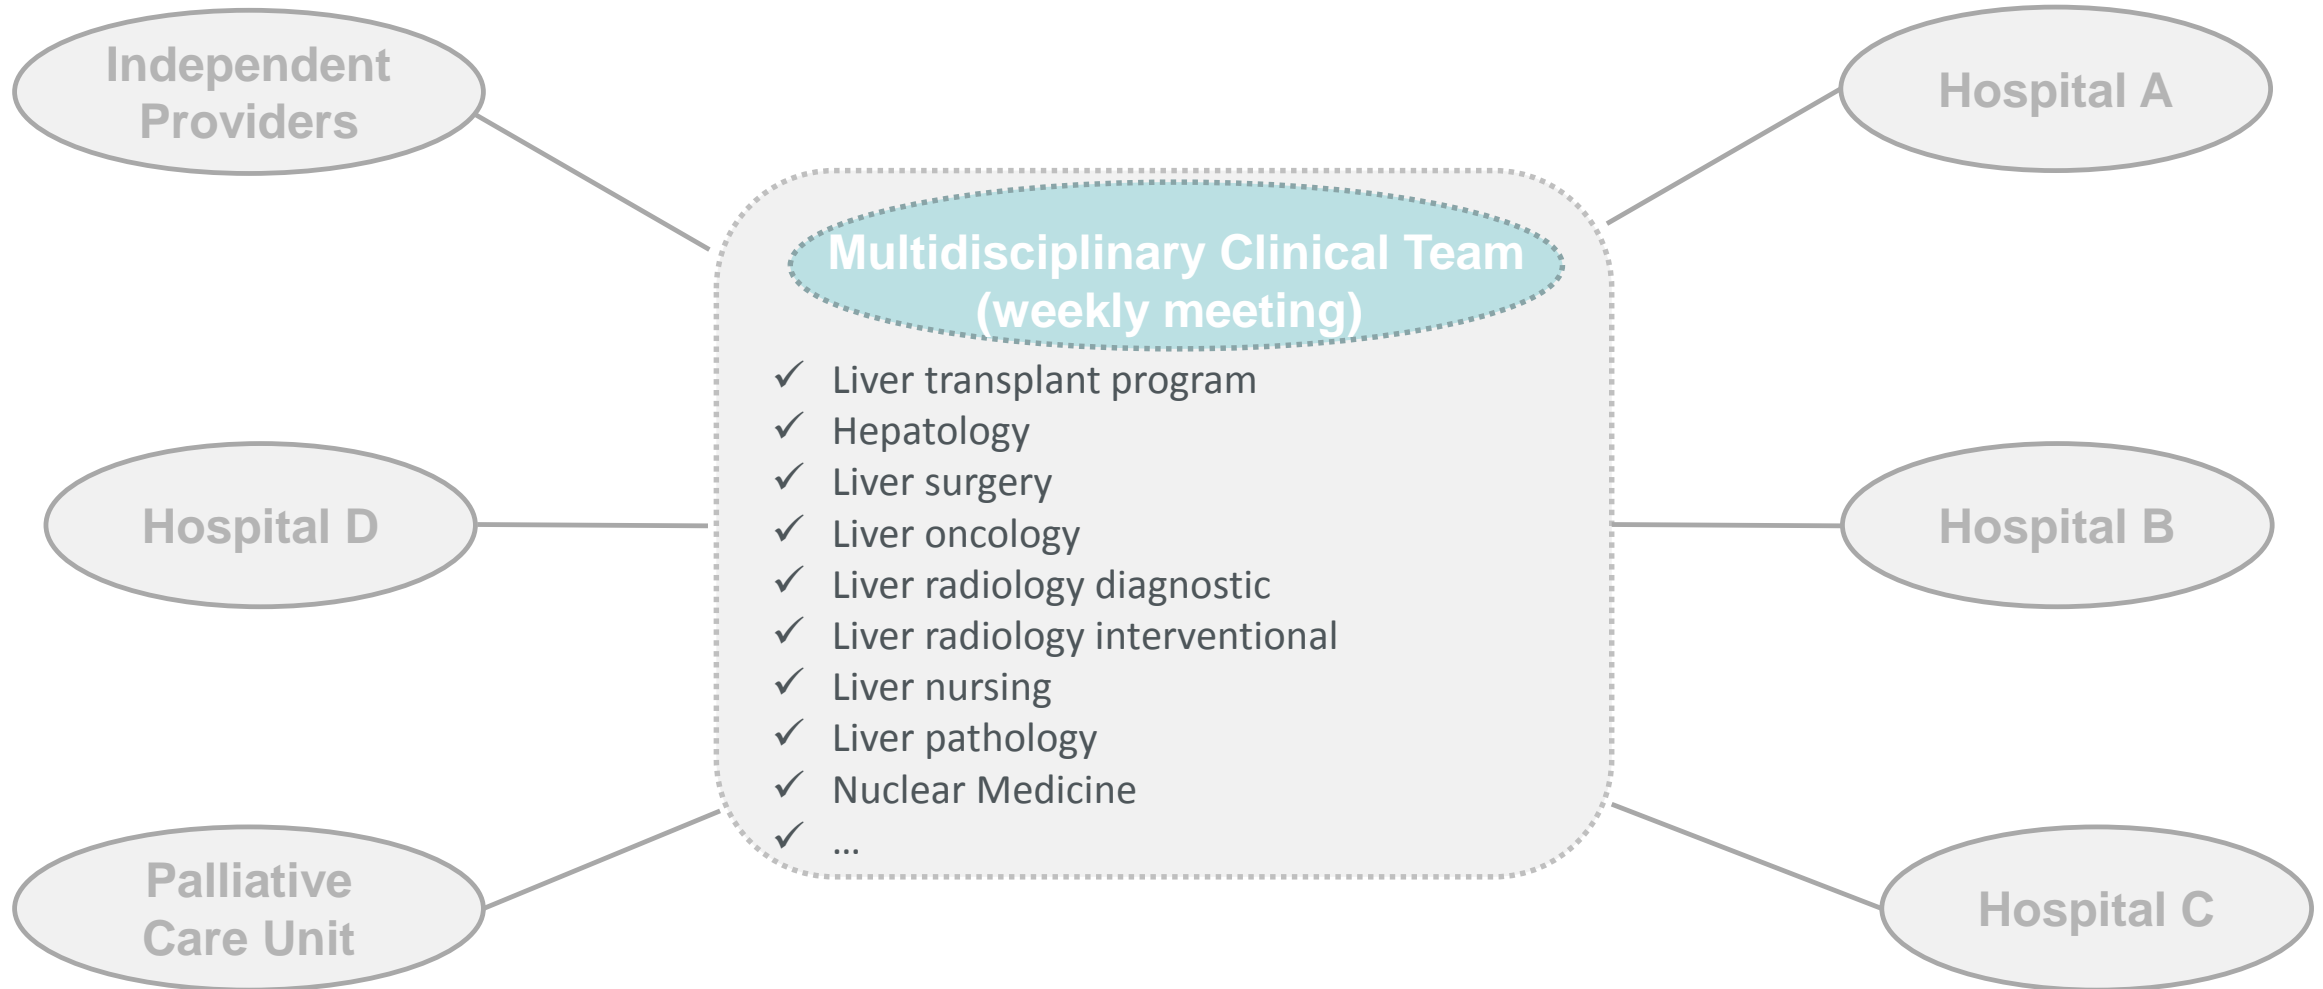 Independent
Providers
Hospital A
Multidisciplinary Clinical Team
(weekly meeting)
✓ Liver transplant program
✓ Hepatology
✓ Liver surgery
✓ Liver oncology
✓ Liver radiology diagnostic
✓ Liver radiology interventional
✓ Liver nursing
✓ Liver pathology
✓ Nuclear Medicine
✓ ...
Hospital D
Hospital B
Palliative
Care Unit
Hospital C